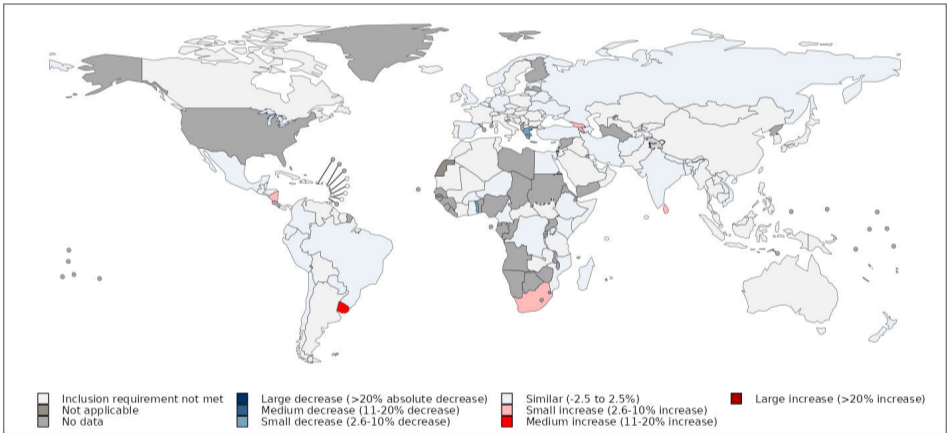 Inclusion requirement not met
Not applicable
No data
Large decrease (>20% absolute decrease)
Medium decrease (11-20% decrease)
Small decrease (2.6-10% decrease)
Similar (-2.5 to 2.5%)
Small increase (2.6-10% increase)
Medium increase (11-20% increase)
Large increase (>20% increase)